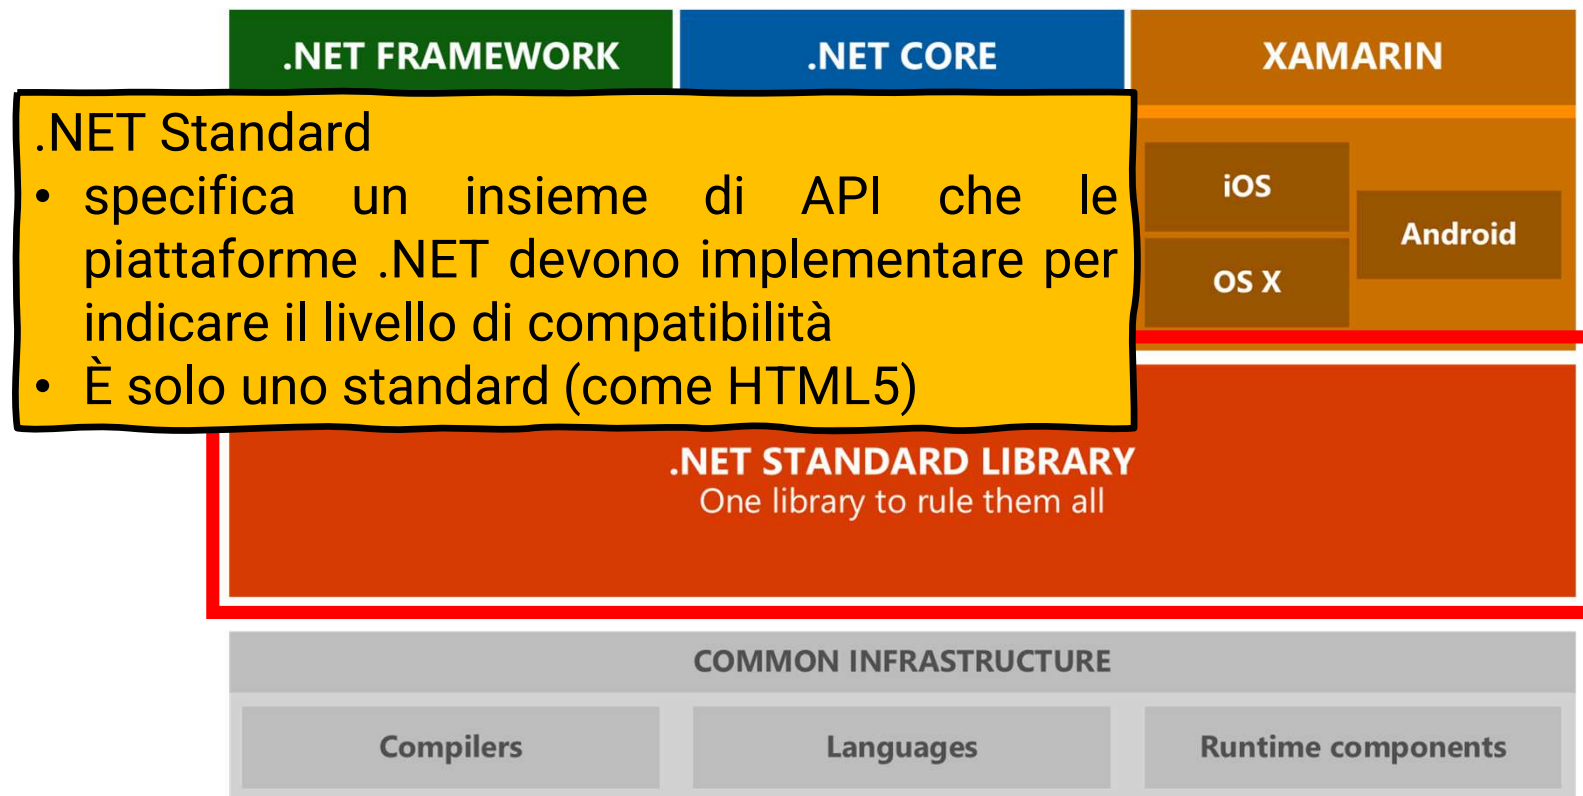 .NET FRAMEWORK
.NET CORE
XAMARIN
.NET Standard
• specifica un insieme di API che le
piattaforme .NET devono implementare per
indicare il livello di compatibilità
• È solo uno standard (come HTML5)
iOS
Android
OS X
.NET STANDARD LIBRARY
One library to rule them all
COMMON INFRASTRUCTURE
Compilers
Languages
Runtime components